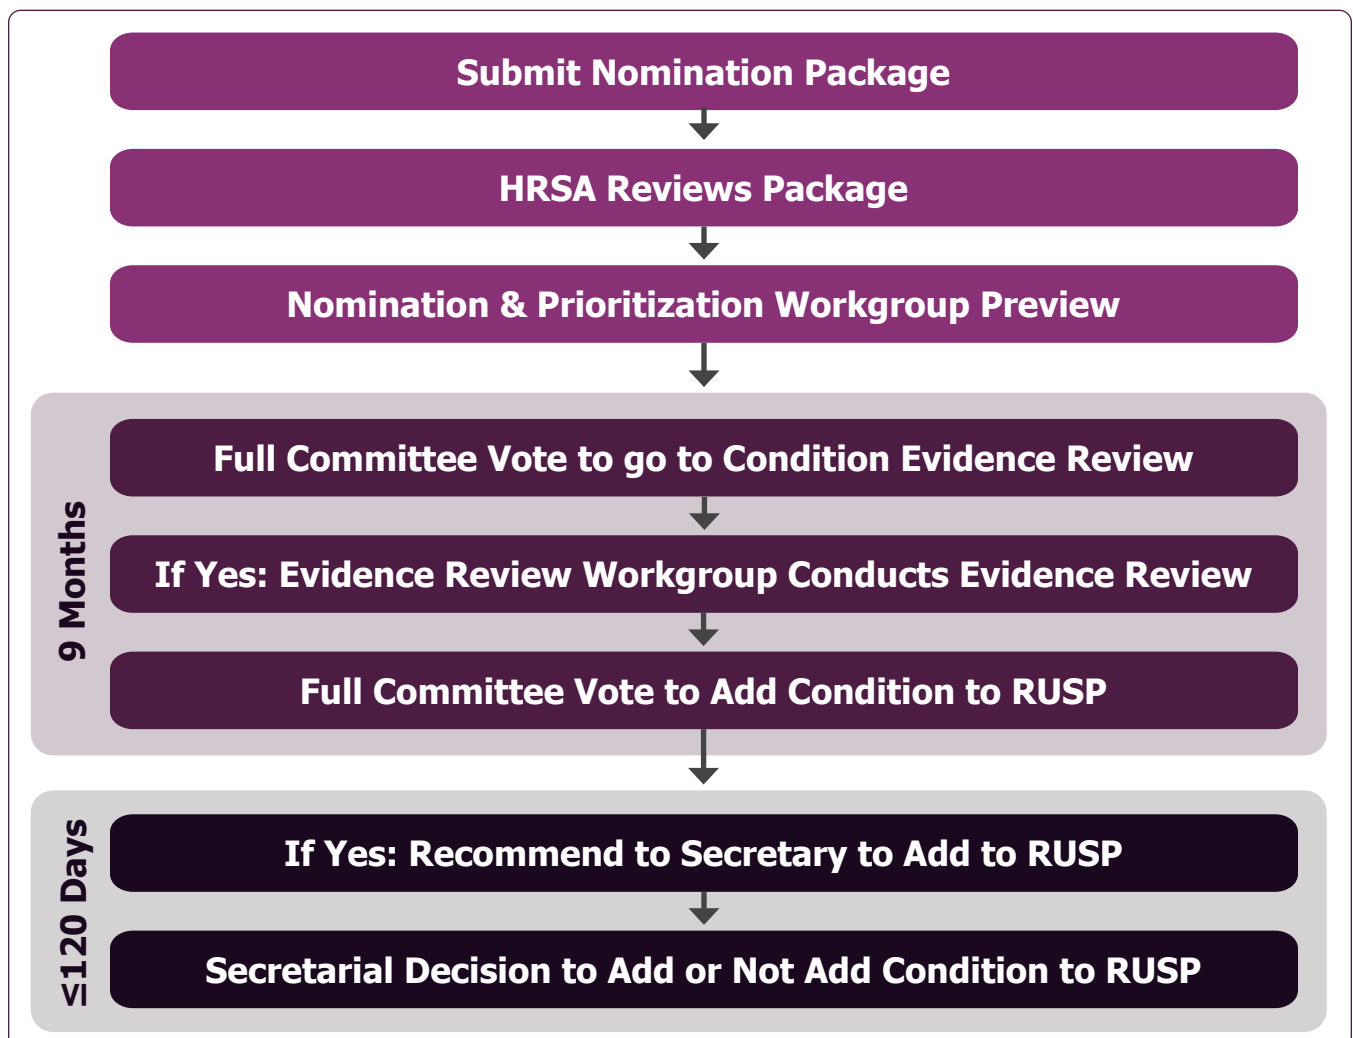 Submit Nomination Package
HRSA Reviews Package
Nomination & Prioritization Workgroup Preview
9 Months
Full Committee Vote to go to Condition Evidence Review
If Yes: Evidence Review Workgroup Conducts Evidence Review
Full Committee Vote to Add Condition to RUSP
≤120 Days
If Yes: Recommend to Secretary to Add to RUSP
Secretarial Decision to Add or Not Add Condition to RUSP